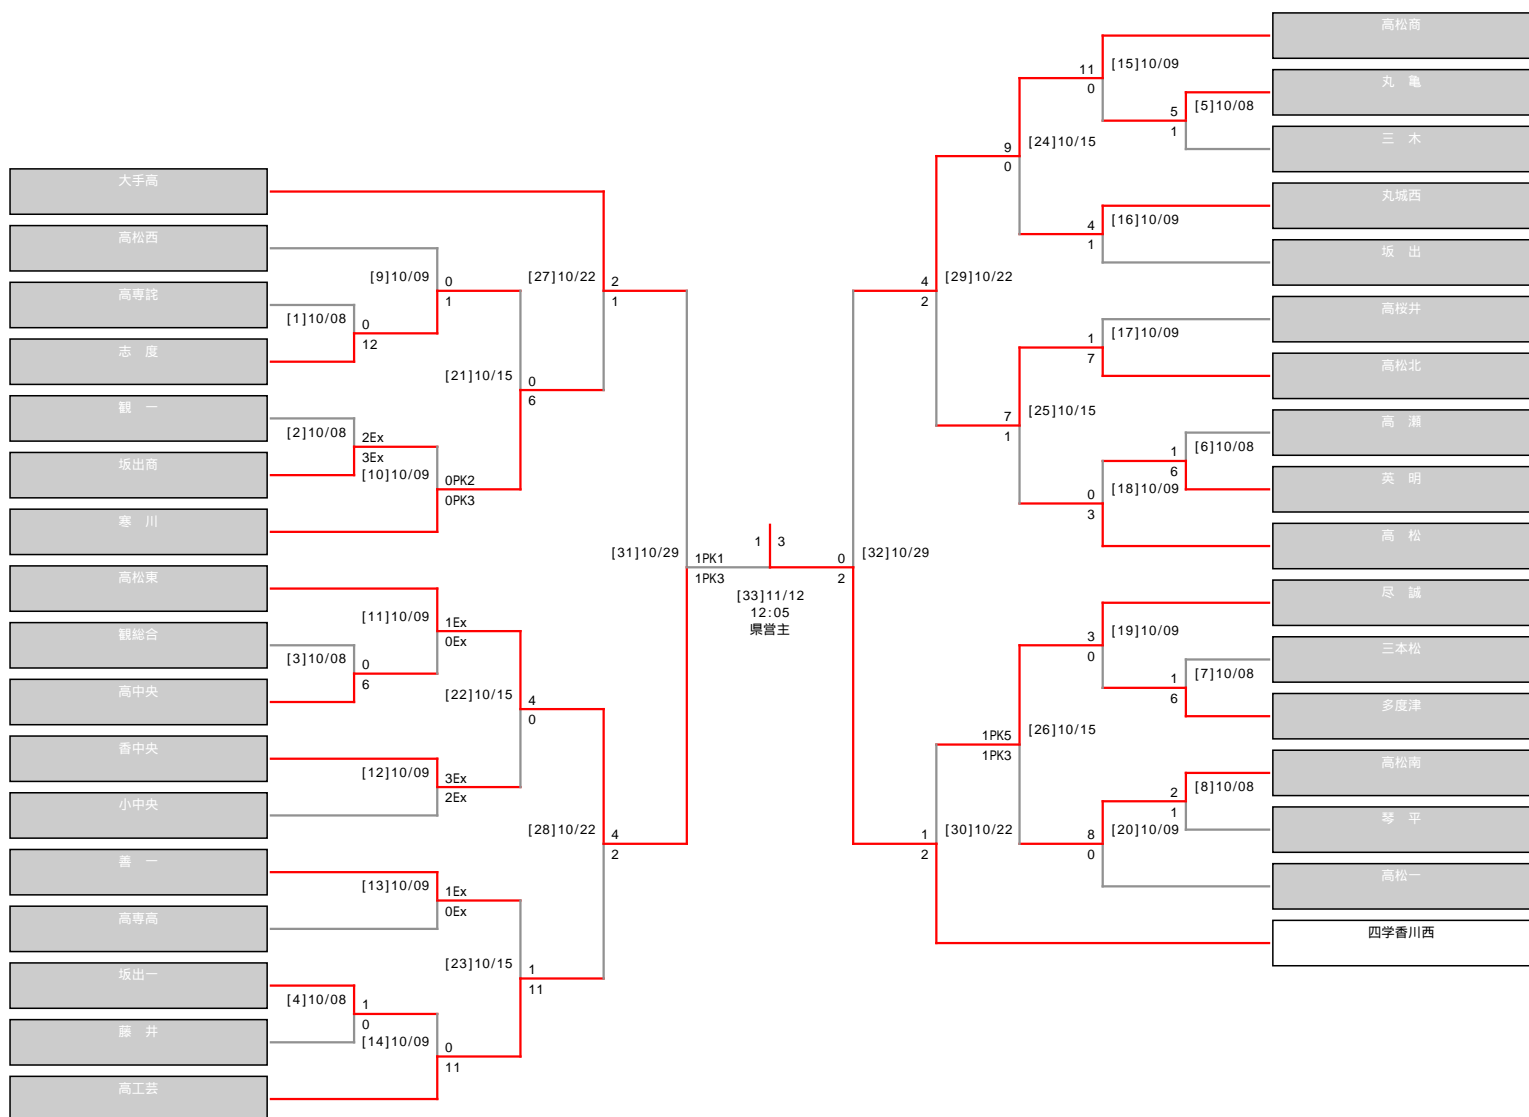 大手高
高松西
[9]10/09
0
1
高専詫
[1]10/08
0
12
志　度
[27]10/22
2
1
[21]10/15
0
6
観　一
[2]10/08
2Ex
3Ex
坂出商
[10]10/09
0PK2
0PK3
寒　川
[31]10/29
1PK1
1PK3
高松東
[11]10/09
1Ex
0Ex
観総合
[3]10/08
0
6
高中央
[22]10/15
4
0
香中央
[12]10/09
3Ex
2Ex
小中央
[28]10/22
4
2
善　一
[13]10/09
1Ex
0Ex
高専高
[23]10/15
1
11
坂出一
[4]10/08
1
0
藤　井
[14]10/09
0
11
高工芸
1
3
[33]11/12
12:05
県営主
高松商
11
0
[15]10/09
丸　亀
5
1
[5]10/08
三　木
9
0
[24]10/15
丸城西
4
1
[16]10/09
坂　出
4
2
[29]10/22
高桜井
1
7
[17]10/09
高松北
7
1
[25]10/15
高　瀬
1
6
[6]10/08
英　明
0
3
[18]10/09
高　松
0
2
[32]10/29
尽　誠
3
0
[19]10/09
三本松
1
6
[7]10/08
多度津
1PK5
1PK3
[26]10/15
高松南
2
1
[8]10/08
琴　平
8
0
[20]10/09
高松一
1
2
[30]10/22
四学香川西